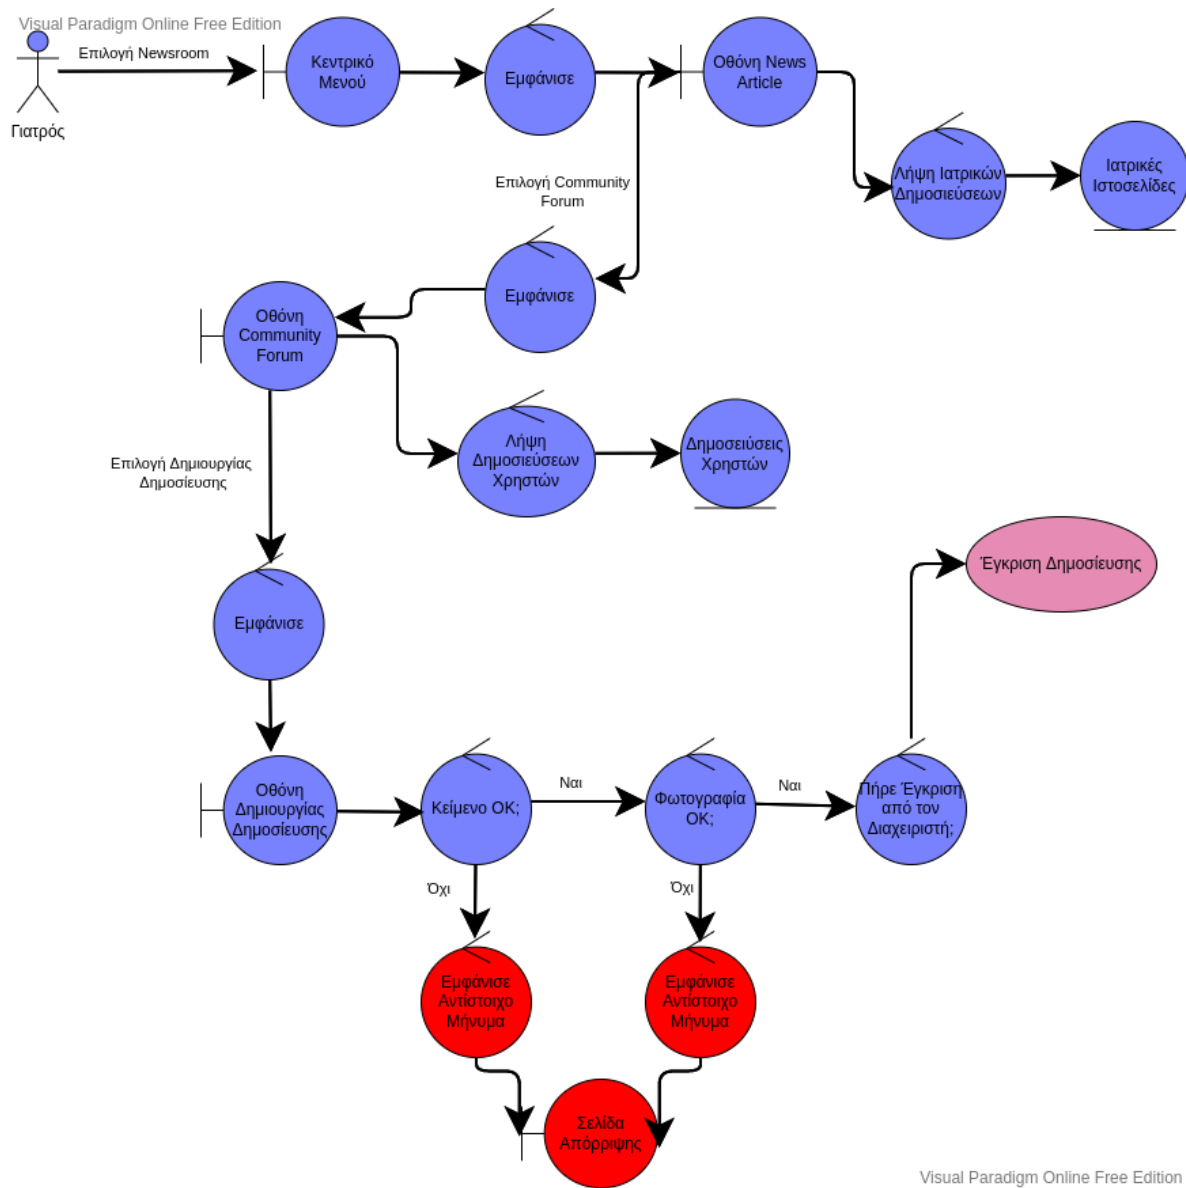 Visual Paradigm Online Free Edition
Επιλογή Newsroom
Γιατρός
Κεντρικό
Μενού
Εμφάνισε
Οθόνη News
Article
Λήψη Ιατρικών
Δημοσιεύσεων
Ιατρικές
Ιστοσελίδες
Επιλογή Community
Forum
Εμφάνισε
Οθόνη
Community
Forum
Λήψη
Δημοσιεύσεων
Χρηστών
Δημοσειύσεις
Χρηστών
Επιλογή Δημιουργίας
Δημοσίευσης
Εμφάνισε
Έγκριση Δημοσίευσης
Οθόνη
Δημιουργίας
Δημοσίευσης
Κείμενο ΟΚ;
Ναι
Φωτογραφία
ΟΚ;
Ναι
Πήρε Έγκριση
από τον
Διαχειριστή;
Όχι
Όχι
Εμφάνισε
Αντίστοιχο
Μήνυμα
Εμφάνισε
Αντίστοιχο
Μήνυμα
Σελίδα
Απόρριψης
Visual Paradigm Online Free Edition